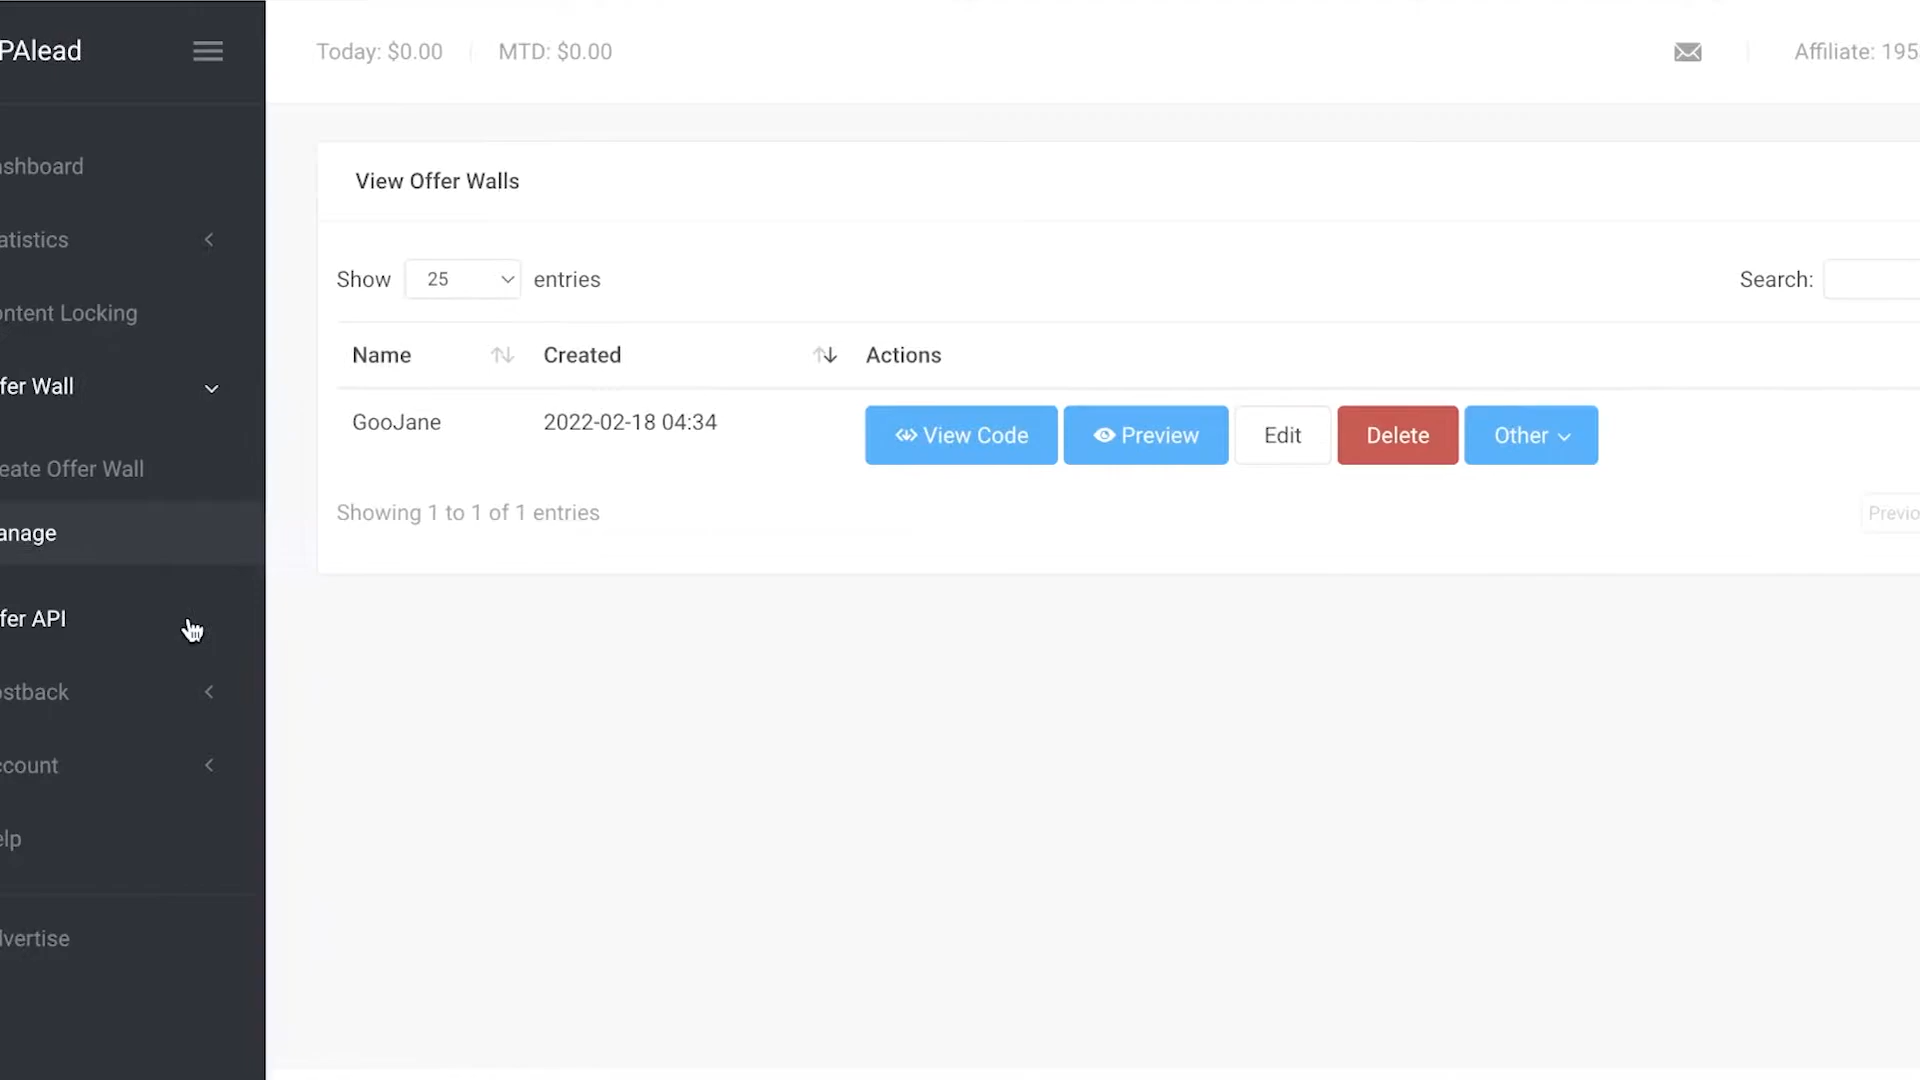 PAlead
Today: $0.00
MTD: $0.00
Affiliate: 195
ashboard
View Offer Walls
atistics
Show 25 entries
Search:
ontent Locking
Name
Created
Actions
fer Wall
GooJane
2022-02-18 04:34
View Code
Preview
Edit
Delete
Other
eate Offer Wall
Showing 1 to 1 of 1 entries
Previo
anage
fer API
ostback
ccount
elp
dvertise